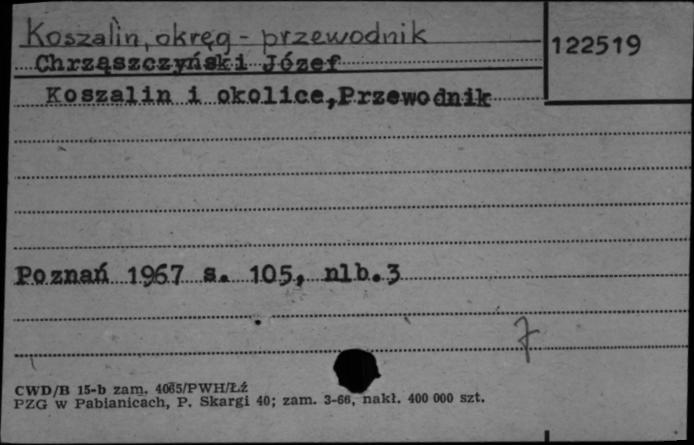 Koszalin, okręg - przewodnik
122519
Chrząszczyński Józef
Koszalin i okolice,Przewodnik
Poznań 1967 s. 105, nlb.3
7
CWD/B 15-b zam. 4065/PWH/Łź
PZG w Pabianicach, P. Skargi 40; zam. 3-66, nakł. 400 000 szt.